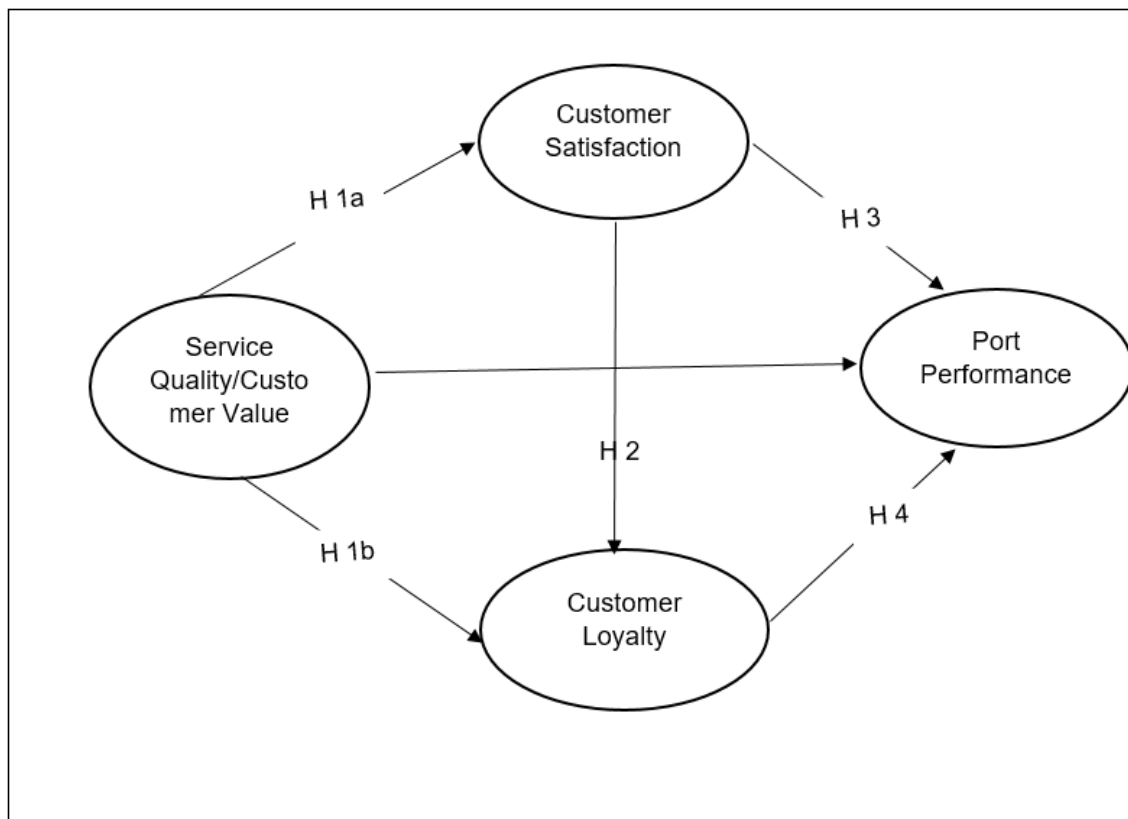 Customer
Satisfaction
H 1a
H 3
Service
Quality/Custo
mer Value
Port
Performance
H 2
H 1b
H 4
Customer
Loyalty